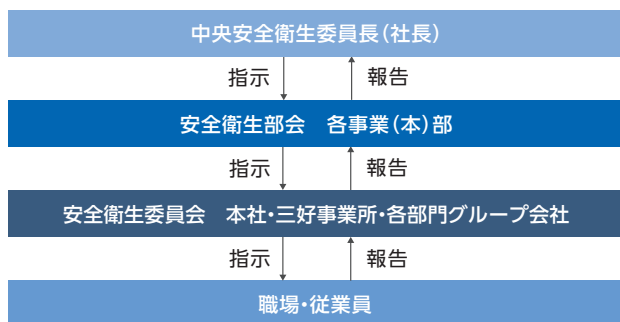 中央安全衛生委員長（社長）
指示 報告
安全衛生部会　各事業（本）部
指示 報告
安全衛生委員会　本社・三好事業所・各部門グループ会社
指示 報告
職場・従業員